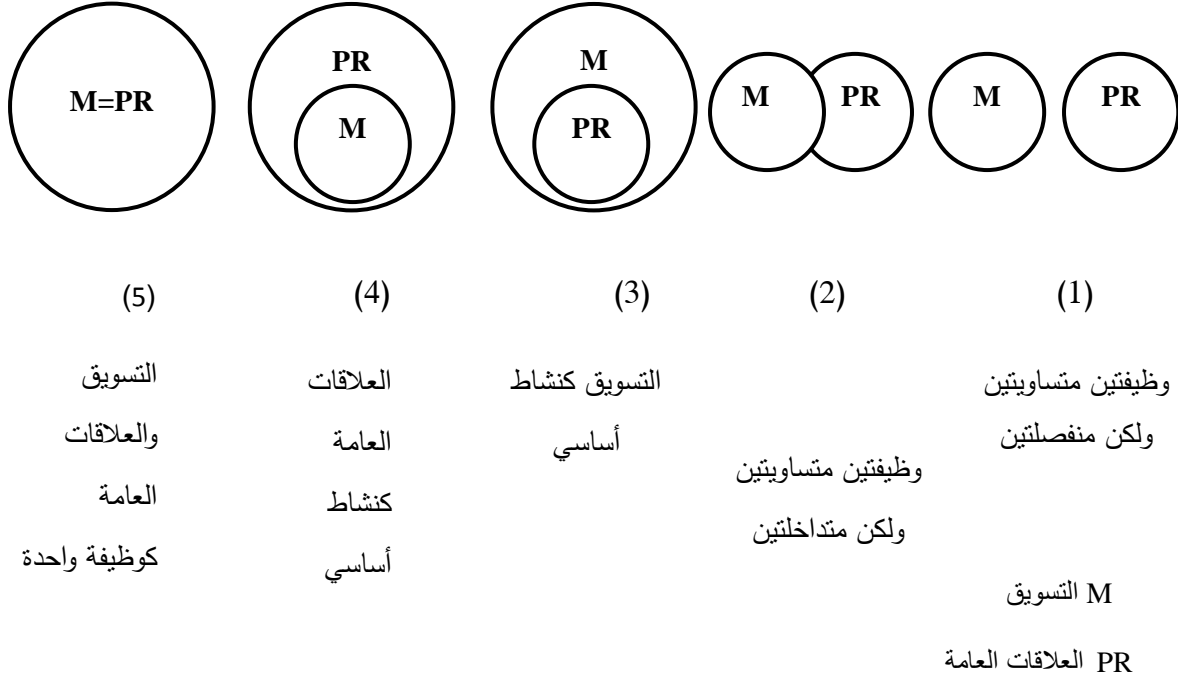 PR
M
PR
M
M
PR
PR
M
M=PR
(1)
(2)
(3)
(4)
(5)
وظيفتين متساويتين
ولكن منفصلتين
وظيفتين متساويتين
ولكن متداخلتين
التسويق كنشاط
أساسي
العلاقات
العامة
كنشاط
أساسي
التسويق
والعلاقات
العامة
كوظيفة واحدة
M التسويق
PR العلاقات العامة